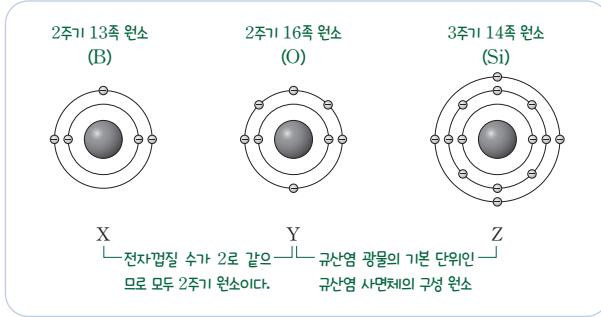 2주기 13족 원소
(B)
2주기 16족 원소
(O)
3주기 14족 원소
(Si)
X
Y
Z
전자껍질 수가 2로 같으
므로 모두 2주기 원소이다.
규산염 광물의 기본 단위인
규산염 사면체의 구성 원소